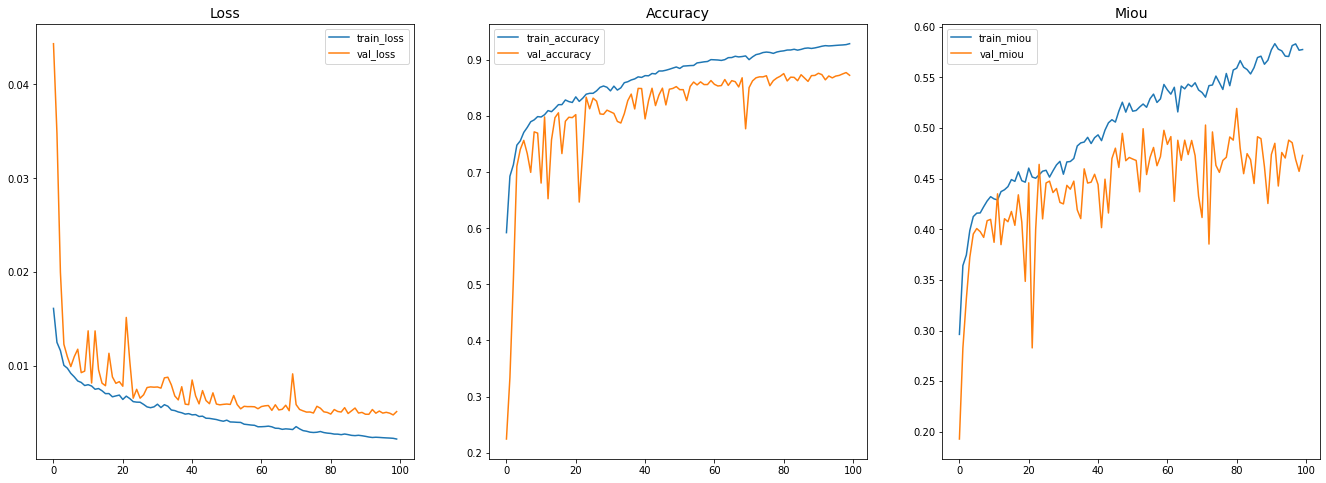 Loss
train_loss
val_loss
0.04
0.03
0.02
0.01
0 20 40 60 80 100
Accuracy
train_accuracy
val_accuracy
0.9
0.8
0.7
0.6
0.5
0.4
0.3
0.2
0 20 40 60 80 100
Miou
train_miou
val_miou
0.60
0.55
0.50
0.45
0.40
0.35
0.30
0.25
0.20
0 20 40 60 80 100